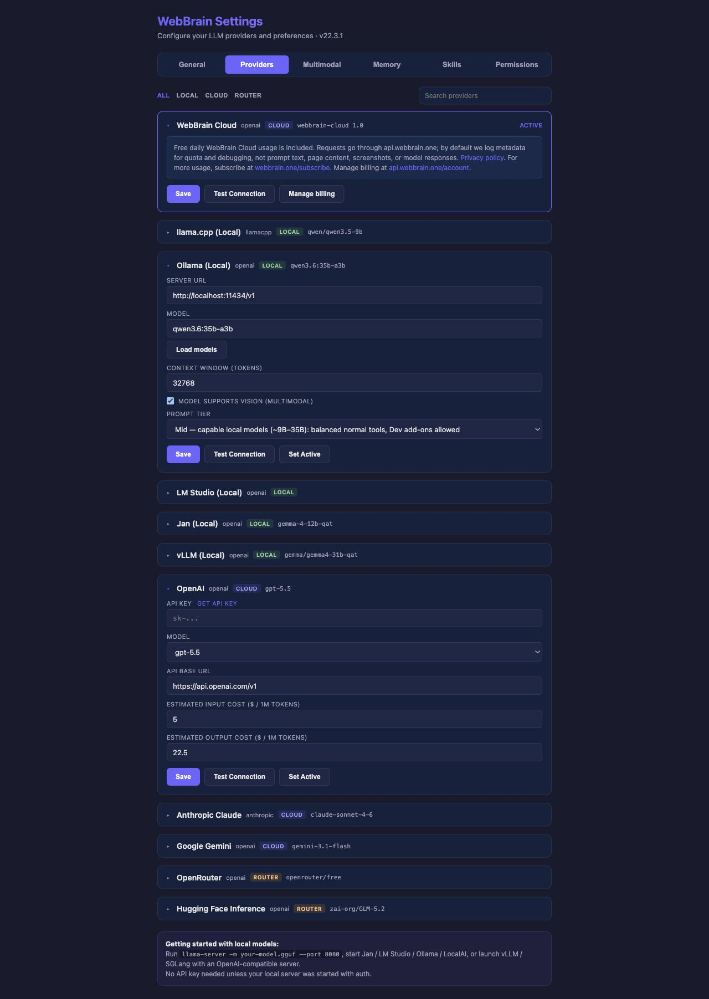 WebBrain Settings
Configure your LLM providers and preferences · v22.3.1
General Providers Multimodal Memory Skills Permissions
ALL LOCAL CLOUD ROUTER Search providers
WebBrain Cloud openai CLOUD webbrain-cloud 1.0 ACTIVE
Free daily WebBrain Cloud usage is included. Requests go through api.webbrain.one; by default we log metadata
for quota and debugging, not prompt text, page content, screenshots, or model responses. Privacy policy. For
more usage, subscribe at webbrain.one/subscribe. Manage billing at api.webbrain.one/account.
Save Test Connection Manage billing
llama.cpp (Local) llamacpp LOCAL qwen/qwen3.5-9b
Ollama (Local) openai LOCAL qwen3.6:35b-a3b
SERVER URL
http://localhost:11434/v1
MODEL
qwen3.6:35b-a3b
Load models
CONTEXT WINDOW (TOKENS)
32768
MODEL SUPPORTS VISION (MULTIMODAL)
PROMPT TIER
Mid — capable local models (~9B–35B): balanced normal tools, Dev add-ons allowed
Save Test Connection Set Active
LM Studio (Local) openai LOCAL
Jan (Local) openai LOCAL gemma-4-12b-qat
vLLM (Local) openai LOCAL gemma/gemma4-31b-qat
OpenAI openai CLOUD gpt-5.5
API KEY GET API KEY
sk-...
MODEL
gpt-5.5
API BASE URL
https://api.openai.com/v1
ESTIMATED INPUT COST ($ / 1M TOKENS)
5
ESTIMATED OUTPUT COST ($ / 1M TOKENS)
22.5
Save Test Connection Set Active
Anthropic Claude anthropic CLOUD claude-sonnet-4-6
Google Gemini openai CLOUD gemini-3.1-flash
OpenRouter openai ROUTER openrouter/free
Hugging Face Inference openai ROUTER zai-org/GLM-5.2
Getting started with local models:
Run llama-server -m your-model.gguf --port 8080, start Jan / LM Studio / Ollama / LocalAI, or launch vLLM /
SGLang with an OpenAI-compatible server.
No API key needed unless your local server was started with auth.